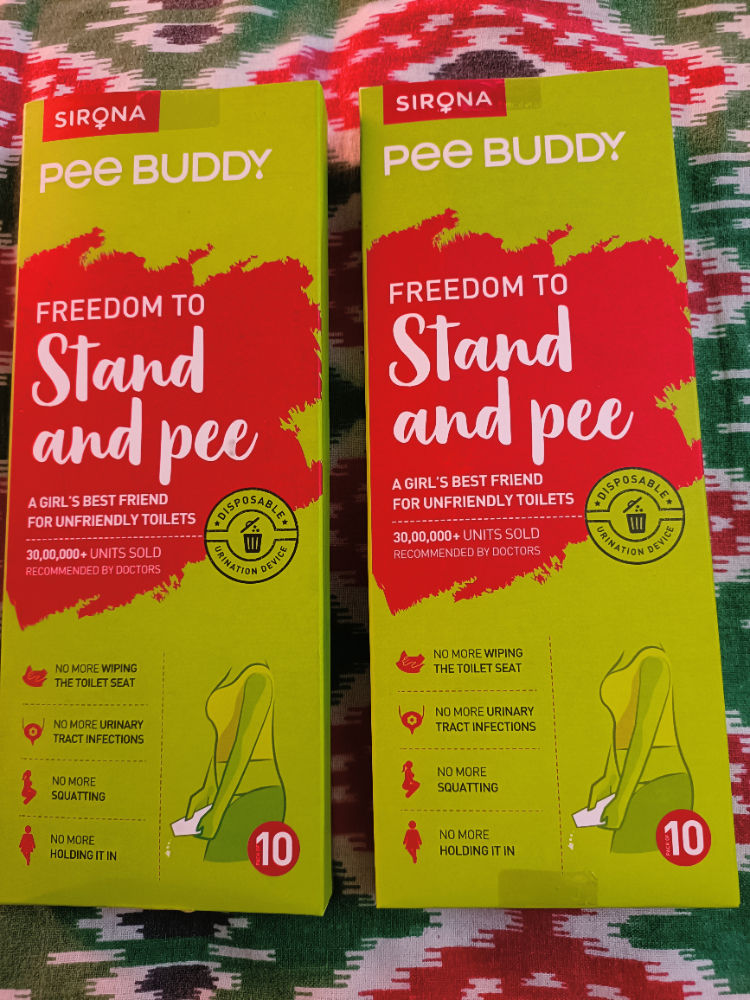 SIRONA
Pee BUDDY
FREEDOM TO
Stand
and pee
A GIRL'S BEST FRIEND
FOR UNFRIENDLY TOILETS
30,00,000+ UNITS SOLD
RECOMMENDED BY DOCTORS
DISPOSABLE
URINATION DEVICE
NO MORE WIPING
THE TOILET SEAT
NO MORE URINARY
TRACT INFECTIONS
NO MORE
SQUATTING
NO MORE
HOLDING IT IN
PACK OF
10
SIRONA
Pee BUDDY
FREEDOM TO
Stand
and pee
A GIRL'S BEST FRIEND
FOR UNFRIENDLY TOILETS
30,00,000+ UNITS SOLD
RECOMMENDED BY DOCTORS
DISPOSABLE
URINATION DEVICE
NO MORE WIPING
THE TOILET SEAT
NO MORE URINARY
TRACT INFECTIONS
NO MORE
SQUATTING
NO MORE
HOLDING IT IN
PACK OF
10